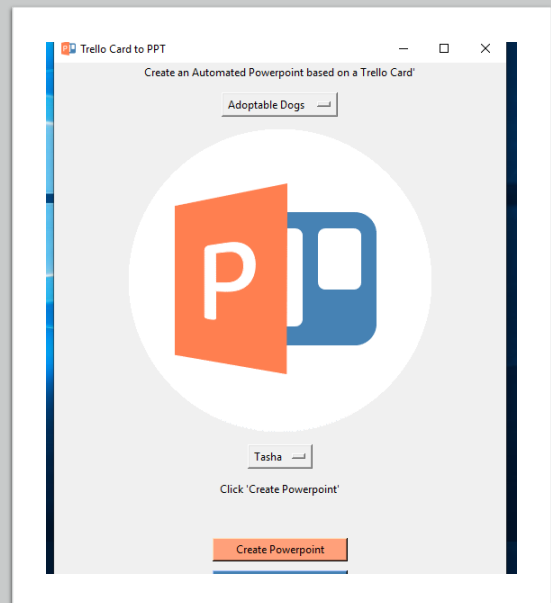 Trello Card to PPT
Create an Automated Powerpoint based on a Trello Card'
Adoptable Dogs
P
Tasha
Click 'Create Powerpoint'
Create Powerpoint